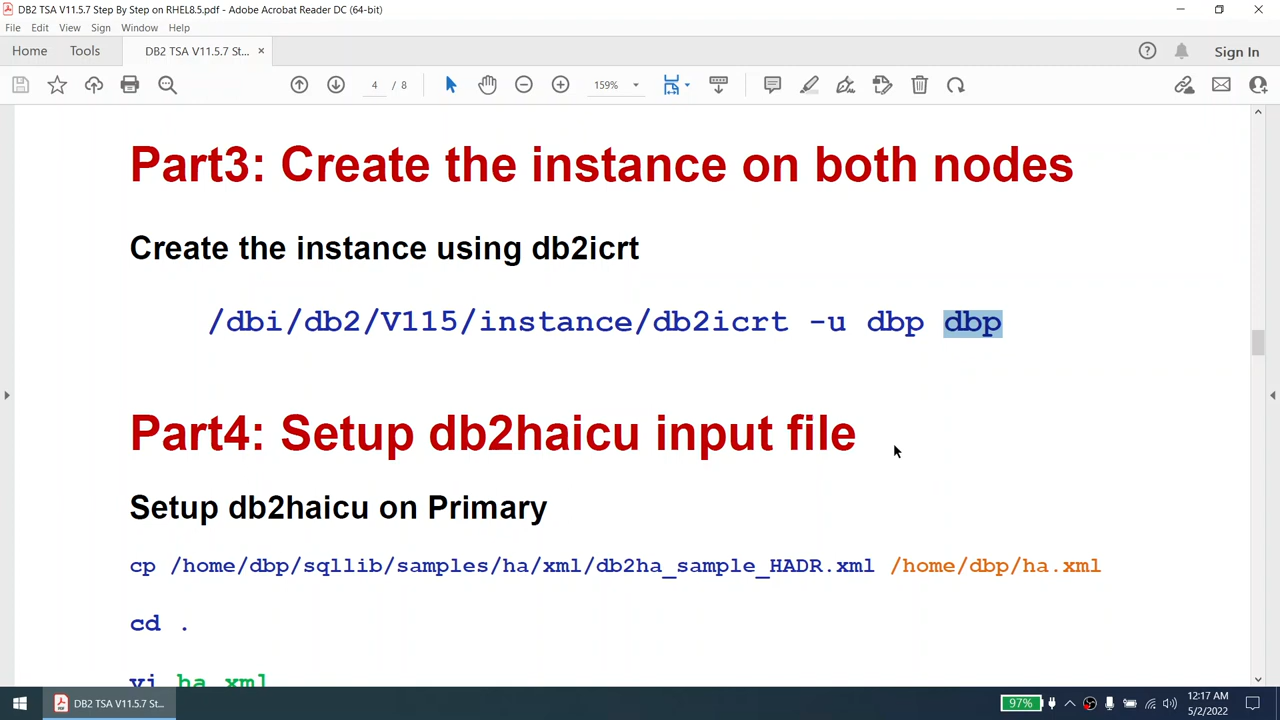 DB2 TSA V11.5.7 Step By Step on RHEL8.5.pdf - Adobe Acrobat Reader DC (64-bit)
File Edit View Sign Window Help
Home Tools DB2 TSA V11.5.7 St... × Sign In
4 / 8 159%
Part3: Create the instance on both nodes
Create the instance using db2icrt
/dbi/db2/V115/instance/db2icrt -u dbp dbp
Part4: Setup db2haicu input file
Setup db2haicu on Primary
cp /home/dbp/sqllib/samples/ha/xml/db2ha_sample_HADR.xml /home/dbp/ha.xml
cd .
vi ha.xml
DB2 TSA V11.5.7 St...
97%
12:17 AM
5/2/2022